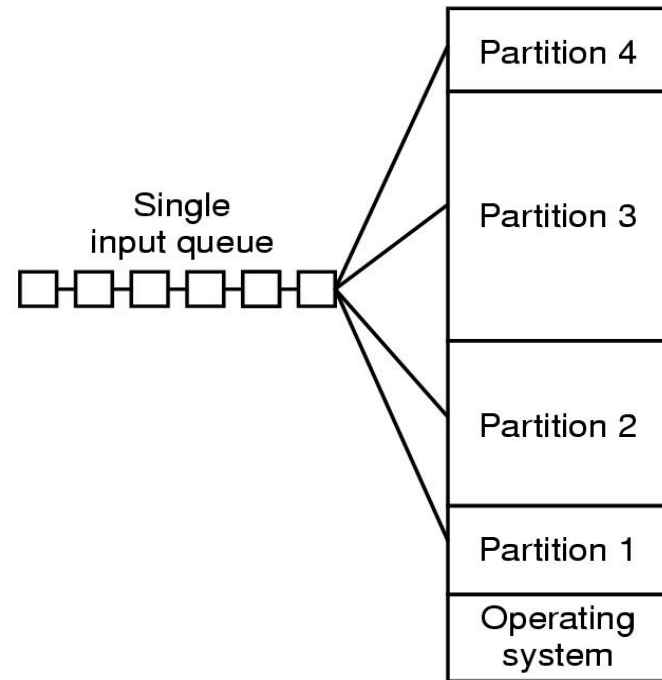 Single
input queue
Partition 4
Partition 3
Partition 2
Partition 1
Operating
system